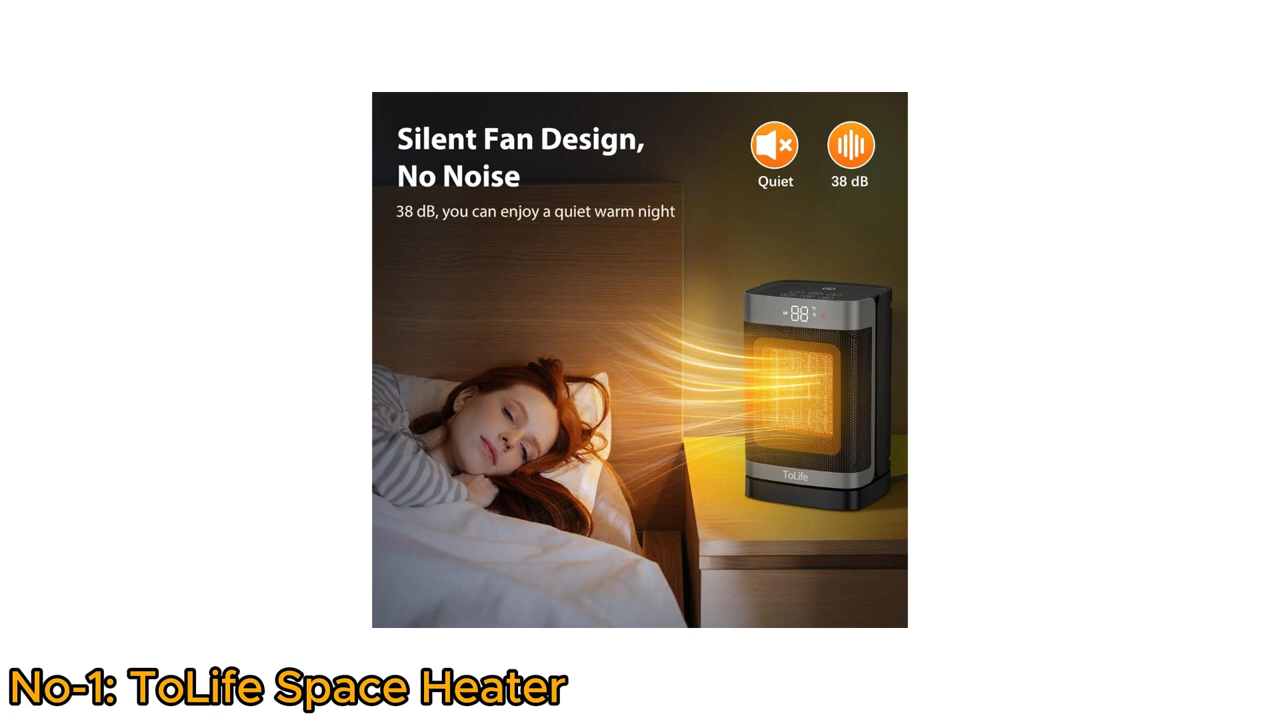 Silent Fan Design,
No Noise
38 dB, you can enjoy a quiet warm night
Quiet
38 dB
88
ToLife
No-1: ToLife Space Heater